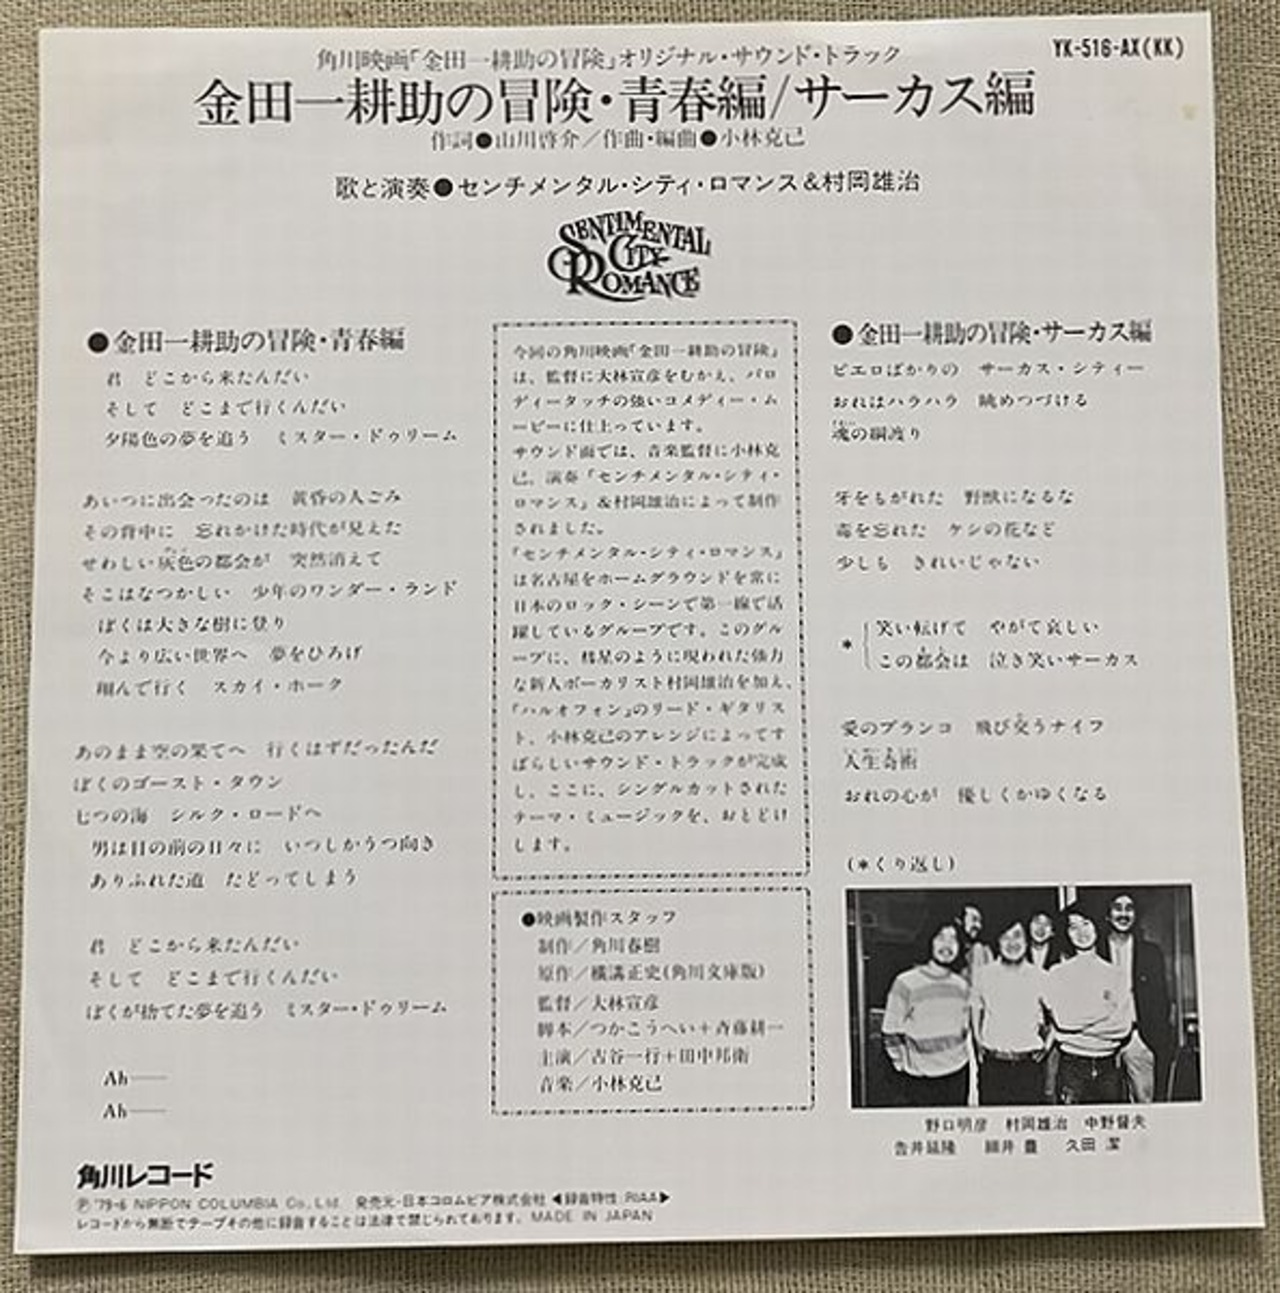 YK-516-AX(KK)
角川映画「金田一耕助の冒険」オリジナル・サウンド・トラック
金田一耕助の冒険・青春編/サーカス編
作詞●山川啓介/作曲・編曲●小林克己
歌と演奏●センチメンタル・シティ・ロマンス&村岡雄治
SENTIMENTAL
CITY
ROMANCE
●金田一耕助の冒険・青春編
君 どこから来たんだい
そして どこまで行くんだい
夕陽色の夢を追う ミスター・ドゥリーム
あいつに出会ったのは 黄昏の人ごみ
その背中に 忘れかけた時代が見えた
せわしい灰色の都会が 突然消えて
そこはなつかしい 少年のワンダー・ランド
ぼくは大きな樹に登り
今より広い世界へ 夢をひろげ
翔んで行く スカイ・ホーク
あのまま空の果てへ 行くはずだったんだ
ぼくのゴースト・タウン
七つの海 シルク・ロードへ
男は目の前の日々に いつしかうつ向き
ありふれた道 たどってしまう
君 どこから来たんだい
そして どこまで行くんだい
ぼくが捨てた夢を追う ミスター・ドゥリーム
Ah――
Ah――
今回の角川映画「金田一耕助の冒険」
は、監督に大林宣彦をむかえ、パロ
ディータッチの強いコメディー・ム
ービーに仕上っています。
サウンド面では、音楽監督に小林克
己、演奏「センチメンタル・シティ・
ロマンス」&村岡雄治によって制作
されました。
「センチメンタル・シティ・ロマンス」
は名古屋をホームグラウンドを常に
日本のロック・シーンで第一線で活
躍しているグループです。このグル
ープに、彗星のように現われた強力
な新人ボーカリスト村岡雄治を加え、
「ハルオフォン」のリード・ギタリス
ト、小林克己のアレンジによってす
ばらしいサウンド・トラックが完成
し、ここに、シングルカットされた
テーマ・ミュージックを、おとどけ
します。
●映画製作スタッフ
制作/角川春樹
原作/横溝正史(角川文庫版)
監督/大林宣彦
脚本/つかこうへい+斉藤耕一
主演/古谷一行+田中邦衛
音楽/小林克己
●金田一耕助の冒険・サーカス編
ピエロばかりの サーカス・シティー
おれはハラハラ 眺めつづける
魂の綱渡り
牙をもがれた 野獣になるな
毒を忘れた ケシの花など
少しも きれいじゃない
* 笑い転げて やがて哀しい
この都会は 泣き笑いサーカス
愛のブランコ 飛び交うナイフ
人生奇術
おれの心が 優しくかゆくなる
(*くり返し)
野口明彦 村岡雄治 中野督夫
告井延隆 細井 豊 久田 潔
角川レコード
Ⓟ '79-6 NIPPON COLUMBIA Co., Ltd. 発売元・日本コロムビア株式会社 ◀録音特性:RIAA▶
レコードから無断でテープその他に録音することは法律で禁じられております。MADE IN JAPAN